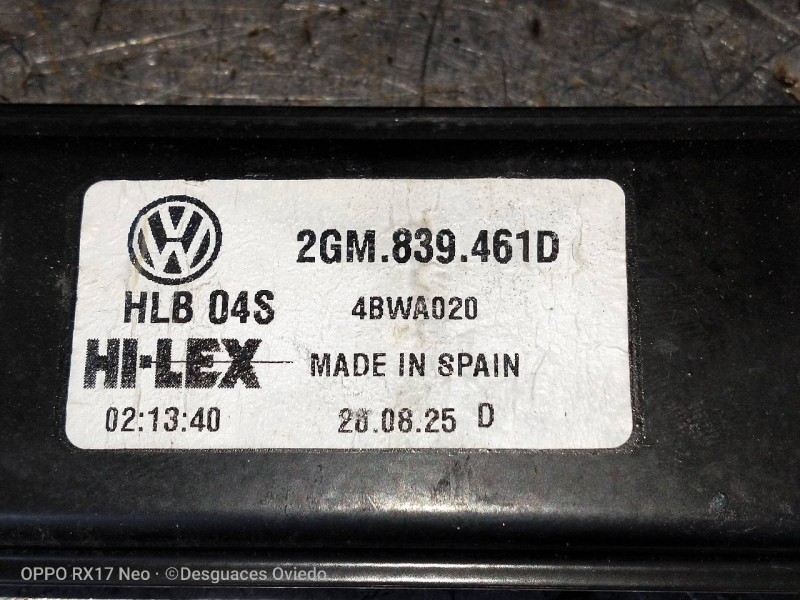 2GM.839.461D
HLB 04S 4BWA020
HI-LEX MADE IN SPAIN
02:13:40 20.08.25 D
OPPO RX17 Neo · ©Desguaces Oviedo